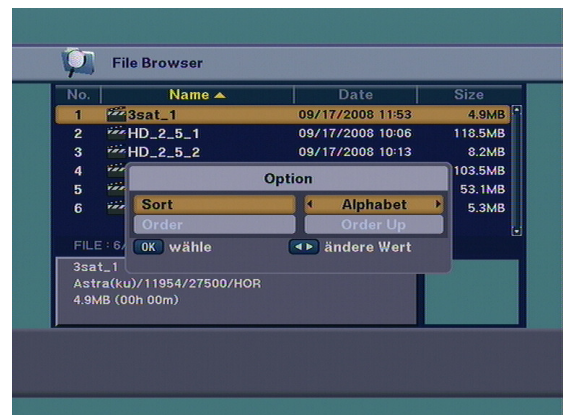 File Browser
No. Name Date Size
1 3sat_1 09/17/2008 11:53 4.9MB
2 HD_2_5_1 09/17/2008 10:06 118.5MB
3 HD_2_5_2 09/17/2008 10:13 8.2MB
4 103.5MB
5 53.1MB
6 5.3MB
Option
Sort Alphabet
Order Order Up
OK wähle ändere Wert
FILE : 6/
3sat_1
Astra(ku)/11954/27500/HOR
4.9MB (00h 00m)